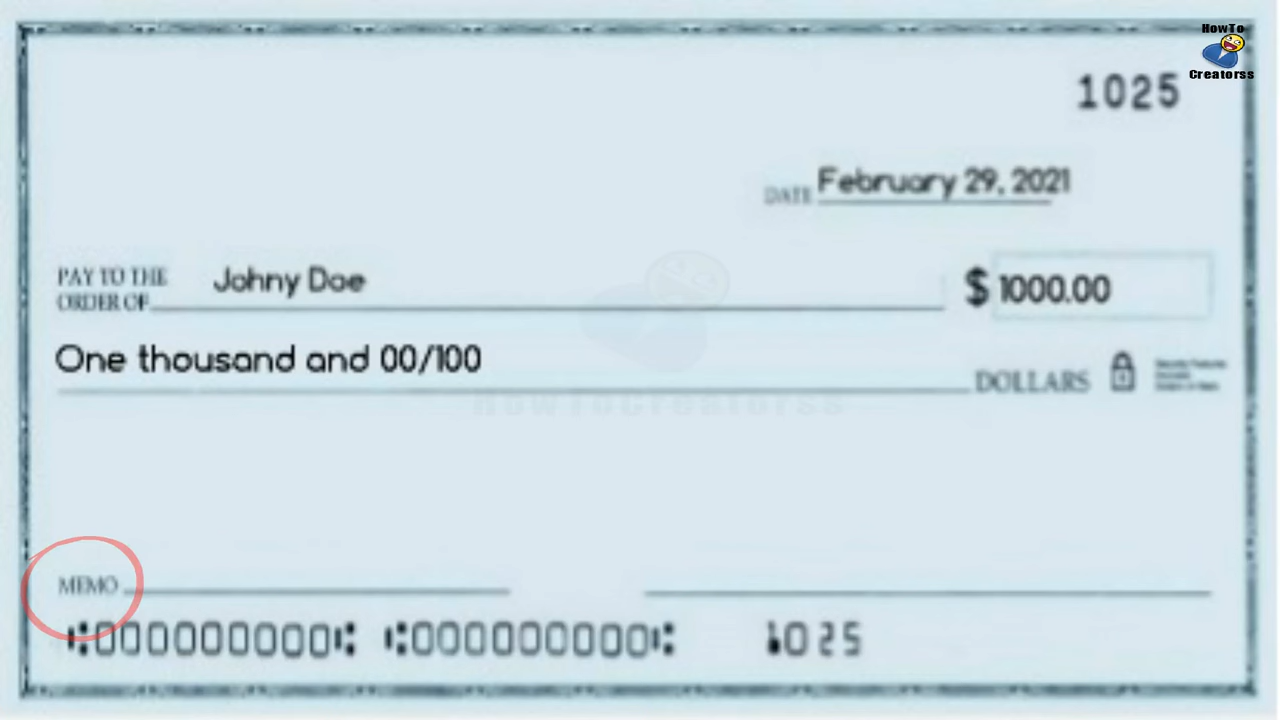 HowTo
Creatorss
1025
DATE February 29, 2021
PAY TO THE
ORDER OF Johny Doe $ 1000.00
One thousand and 00/100
DOLLARS
HowToCreatorss
MEMO
⑆000000000⑆ ⑆000000000⑆ 1025